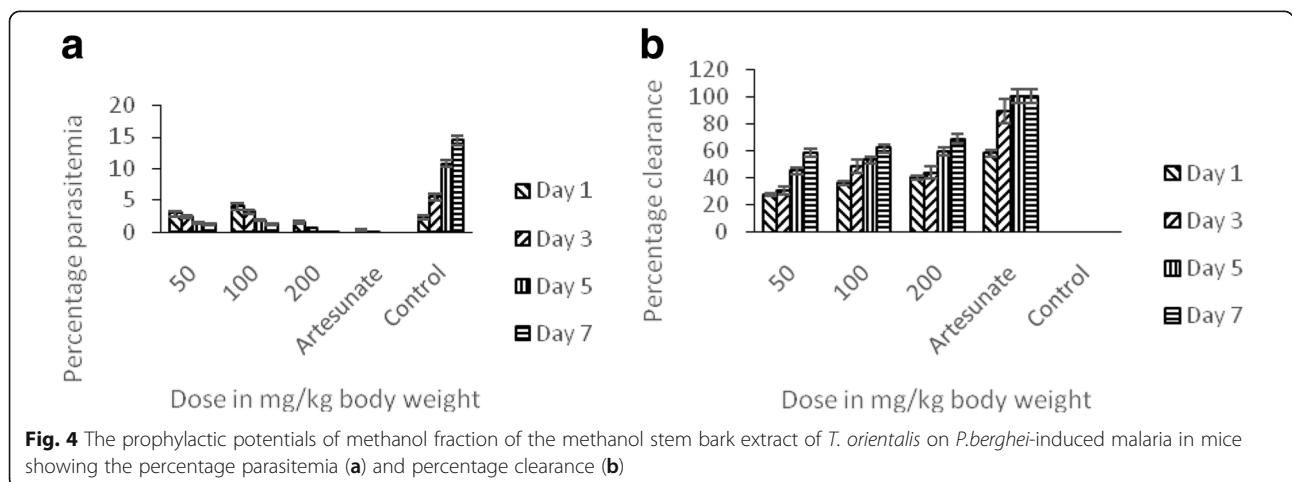 a
Percentage parasitemia
20
15
10
5
0
50
100
200
Artesunate
Control
Day 1
Day 3
Day 5
Day 7
Dose in mg/kg body weight
b
Percentage clearance
120
100
80
60
40
20
0
50
100
200
Artesunate
Control
Day 1
Day 3
Day 5
Day 7
Dose in mg/kg body weight
Fig. 4 The prophylactic potentials of methanol fraction of the methanol stem bark extract of T. orientalis on P.berghei-induced malaria in mice
showing the percentage parasitemia (a) and percentage clearance (b)